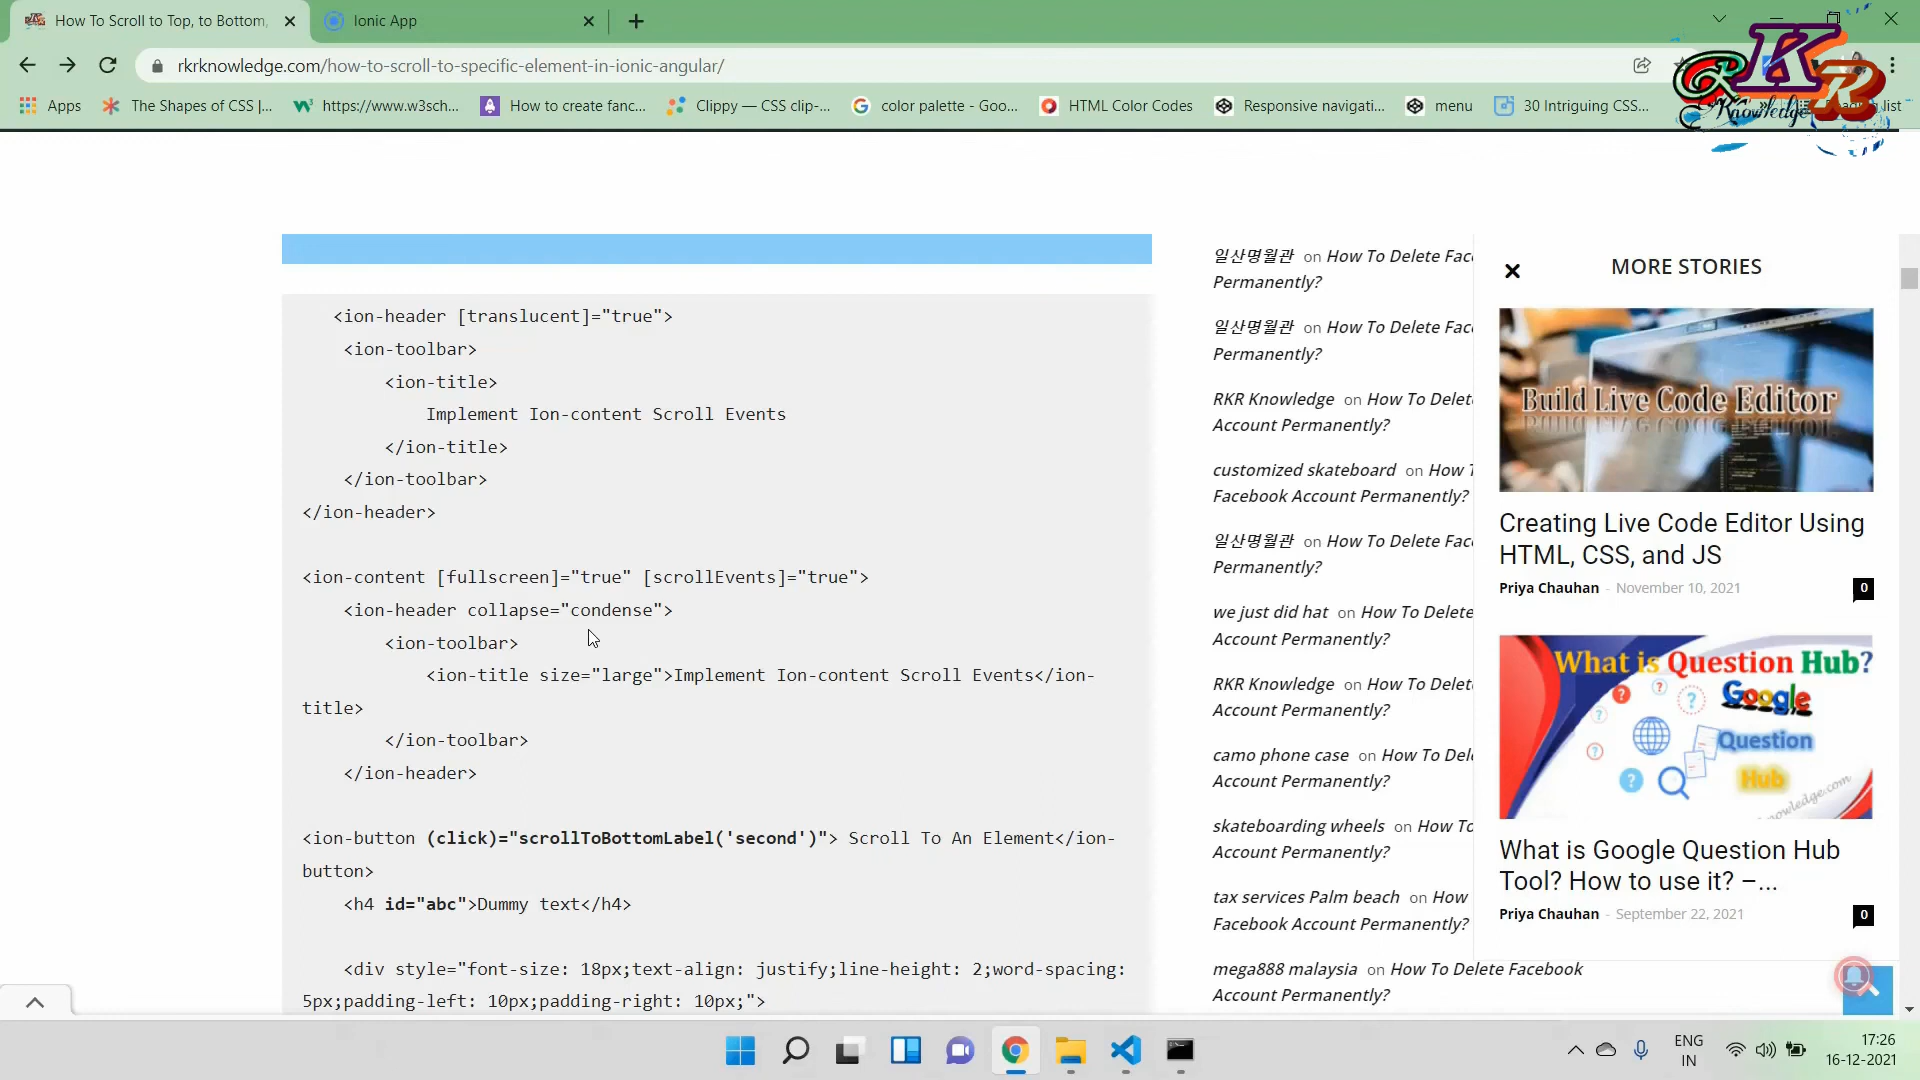 How To Scroll to Top, to Bottom,
Ionic App
rkrknowledge.com/how-to-scroll-to-specific-element-in-ionic-angular/
KR
Knowledge
Apps
The Shapes of CSS |...
https://www.w3sch...
How to create fanc...
Clippy — CSS clip-...
color palette - Goo...
HTML Color Codes
Responsive navigati...
menu
30 Intriguing CSS...
<ion-header [translucent]="true">
<ion-toolbar>
<ion-title>
Implement Ion-content Scroll Events
</ion-title>
</ion-toolbar>
</ion-header>
<ion-content [fullscreen]="true" [scrollEvents]="true">
<ion-header collapse="condense">
<ion-toolbar>
<ion-title size="large">Implement Ion-content Scroll Events</ion-
title>
</ion-toolbar>
</ion-header>
<ion-button (click)="scrollToBottomLabel('second')"> Scroll To An Element</ion-
button>
<h4 id="abc">Dummy text</h4>
<div style="font-size: 18px;text-align: justify;line-height: 2;word-spacing:
5px;padding-left: 10px;padding-right: 10px;">
일산명월관 on How To Delete Fac
Permanently?
일산명월관 on How To Delete Fac
Permanently?
RKR Knowledge on How To Delet
Account Permanently?
customized skateboard on How T
Facebook Account Permanently?
일산명월관 on How To Delete Fac
Permanently?
we just did hat on How To Delete
Account Permanently?
RKR Knowledge on How To Delet
Account Permanently?
camo phone case on How To Del
Account Permanently?
skateboarding wheels on How To
Account Permanently?
tax services Palm beach on How
Facebook Account Permanently?
mega888 malaysia on How To Delete Facebook
Account Permanently?
MORE STORIES
Build Live Code Editor
Creating Live Code Editor Using
HTML, CSS, and JS
Priya Chauhan - November 10, 2021
0
What is Question Hub?
Google
Question
Hub
knowledge.com
What is Google Question Hub
Tool? How to use it? –...
Priya Chauhan - September 22, 2021
0
ENG
IN
17:26
16-12-2021